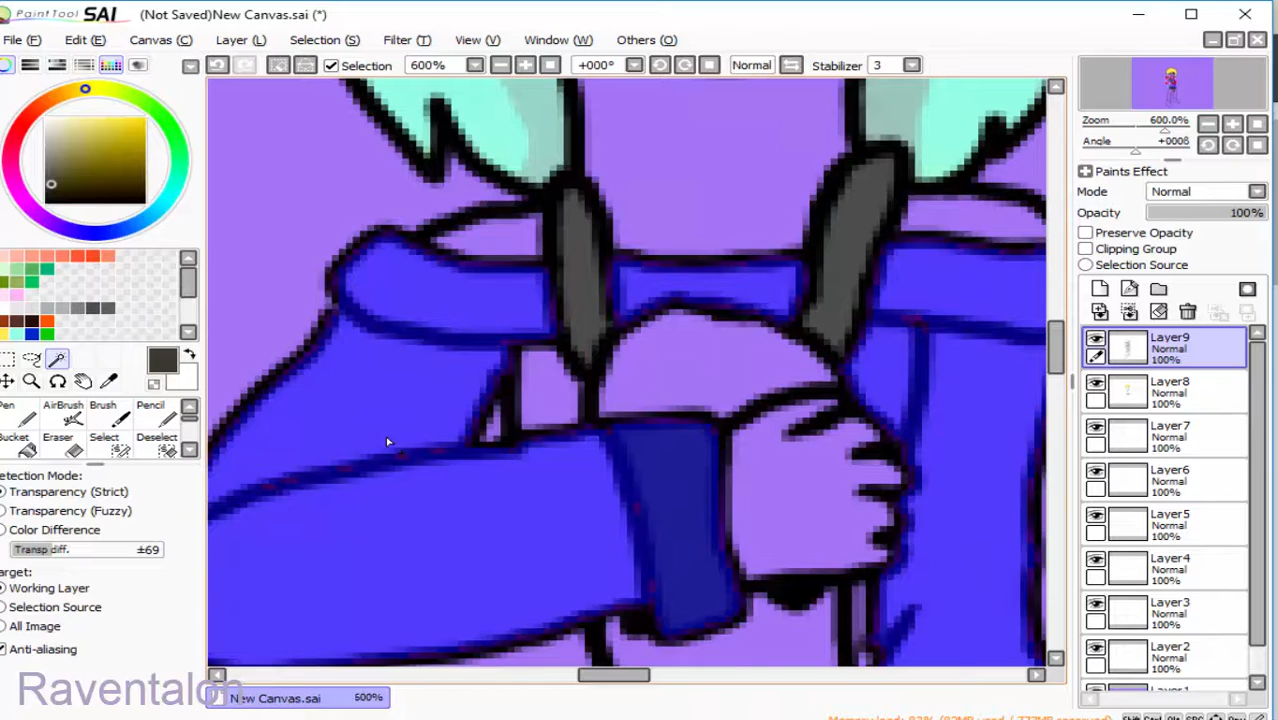 PaintTool SAI (Not Saved)New Canvas.sai (*)
File (F) Edit (E) Canvas (C) Layer (L) Selection (S) Filter (T) View (V) Window (W) Others (O)
Selection 600% +000° Normal Stabilizer 3
Zoom 600.0%
Angle +000ß
Paints Effect
Mode Normal
Opacity 100%
Preserve Opacity
Clipping Group
Selection Source
Pen AirBrush Brush Pencil
Bucket Eraser Select Deselect
Detection Mode:
Transparency (Strict)
Transparency (Fuzzy)
Color Difference
Transp diff. ±69
Target:
Working Layer
Selection Source
All Image
Anti-aliasing
Layer9
Normal
100%
Layer8
Normal
100%
Layer7
Normal
100%
Layer6
Normal
100%
Layer5
Normal
100%
Layer4
Normal
100%
Layer3
Normal
100%
Layer2
Normal
100%
Layer1
Raventalon
New Canvas.sai 600%